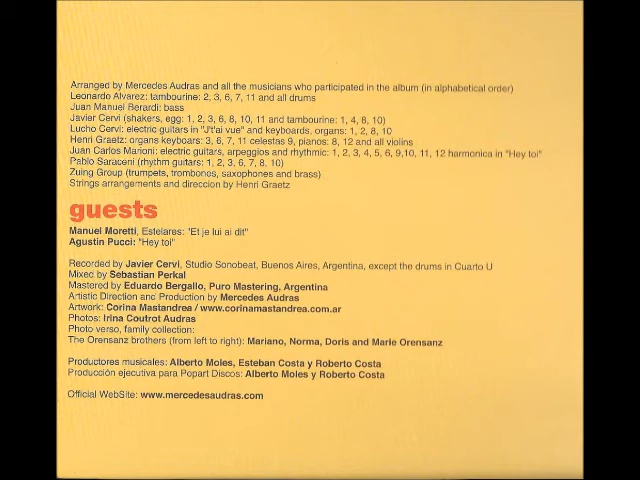 Arranged by Mercedes Audras and all the musicians who participated in the album (in alphabetical order)
Leonardo Alvarez: tambourine: 2, 3, 6, 7, 11 and all drums
Juan Manuel Berardi: bass
Javier Cervi (shakers, egg: 1, 2, 3, 6, 8, 10, 11 and tambourine: 1, 4, 8, 10)
Lucho Cervi: electric guitars in "J't'ai vue" and keyboards, organs: 1, 2, 8, 10
Henri Graetz: organs keyboars: 3, 6, 7, 11 celestas 9, pianos: 8, 12 and all violins
Juan Carlos Marioni: electric guitars, arpeggios and rhythmic: 1, 2, 3, 4, 5, 6, 9,10, 11, 12 harmonica in "Hey toi"
Pablo Saraceni (rhythm guitars: 1, 2, 3, 6, 7, 8, 10)
Zuing Group (trumpets, trombones, saxophones and brass)
Strings arrangements and direccion by Henri Graetz
guests
Manuel Moretti, Estelares: "Et je lui ai dit"
Agustin Pucci: "Hey toi"
Recorded by Javier Cervi, Studio Sonobeat, Buenos Aires, Argentina, except the drums in Cuarto U
Mixed by Sebastian Perkal
Mastered by Eduardo Bergallo, Puro Mastering, Argentina
Artistic Direction and Production by Mercedes Audras
Artwork: Corina Mastandrea / www.corinamastandrea.com.ar
Photos: Irina Coutrot Audras
Photo verso, family collection:
The Orensanz brothers (from left to right): Mariano, Norma, Doris and Marie Orensanz
Productores musicales: Alberto Moles, Esteban Costa y Roberto Costa
Producción ejecutiva para Popart Discos: Alberto Moles y Roberto Costa
Official WebSite: www.mercedesaudras.com